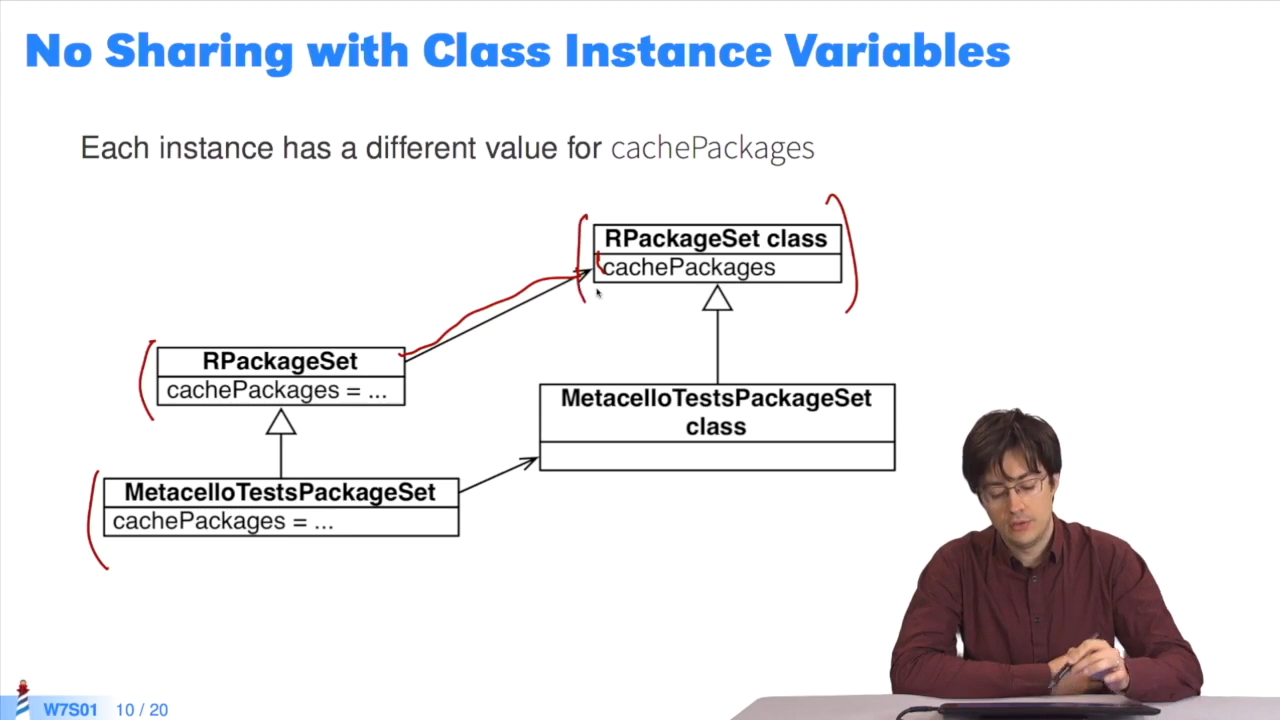 No Sharing with Class Instance Variables
Each instance has a different value for cachePackages
RPackageSet class
cachePackages
RPackageSet
cachePackages = ...
MetacelloTestsPackageSet
class
MetacelloTestsPackageSet
cachePackages = ...
W7S01 10 / 20